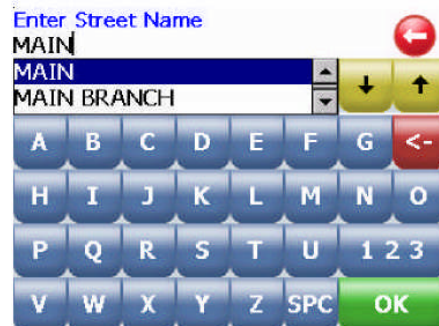 Enter Street Name
MAIN
MAIN
MAIN BRANCH
A B C D E F G <-
H I J K L M N O
P Q R S T U 1 2 3
V W X Y Z SPC OK